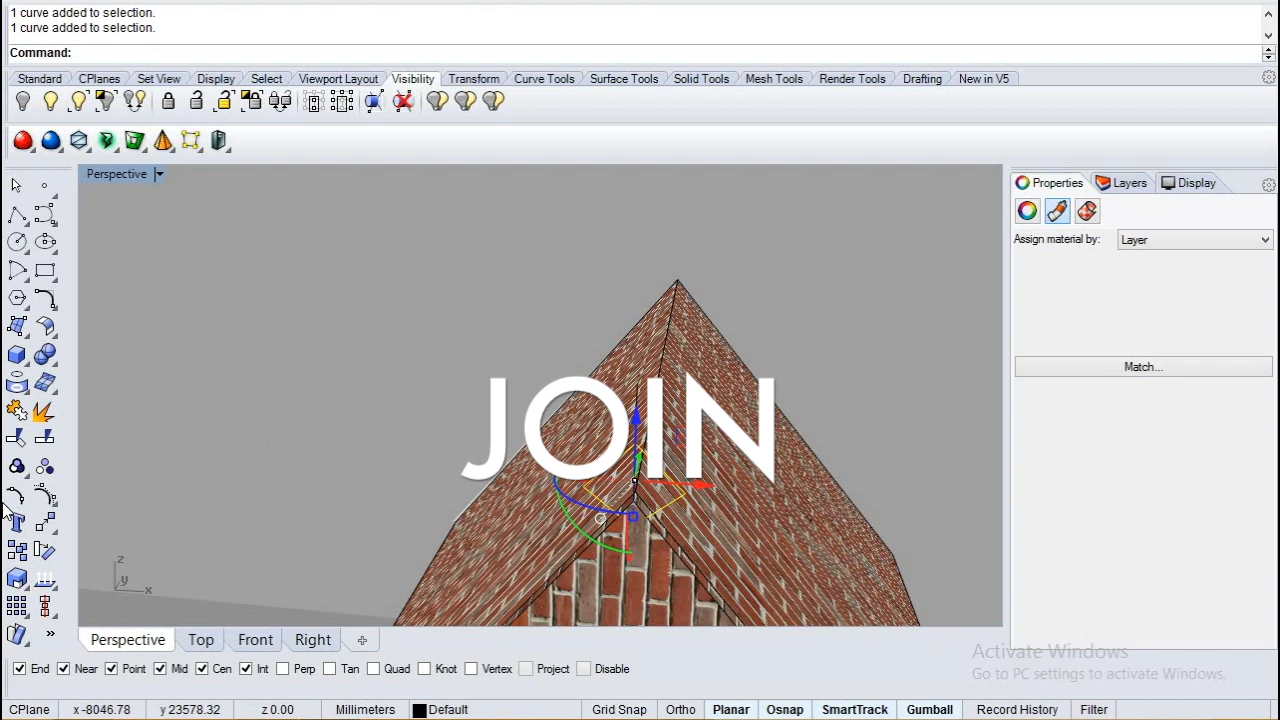 1 curve added to selection.
1 curve added to selection.
Command:
Standard CPlanes Set View Display Select Viewport Layout Visibility Transform Curve Tools Surface Tools Solid Tools Mesh Tools Render Tools Drafting New in V5
Perspective
Properties Layers Display
Assign material by: Layer
Match...
JOIN
z
y
x
Perspective Top Front Right
Activate Windows
Go to PC settings to activate Windows.
End Near Point Mid Cen Int Perp Tan Quad Knot Vertex Project Disable
CPlane x -8046.78 y 23578.32 z 0.00 Millimeters Default Grid Snap Ortho Planar Osnap SmartTrack Gumball Record History Filter